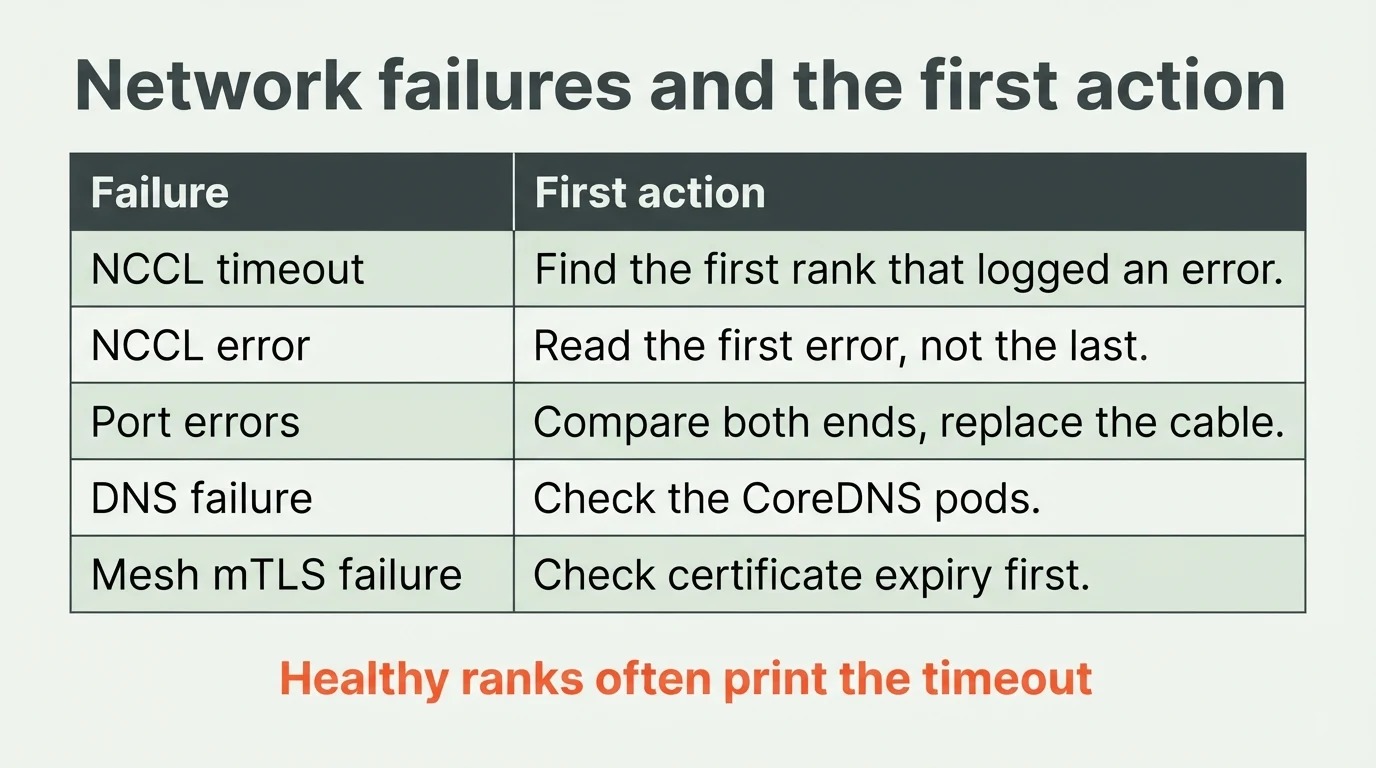 Network failures and the first action
Failure First action
NCCL timeout Find the first rank that logged an error.
NCCL error Read the first error, not the last.
Port errors Compare both ends, replace the cable.
DNS failure Check the CoreDNS pods.
Mesh mTLS failure Check certificate expiry first.
Healthy ranks often print the timeout